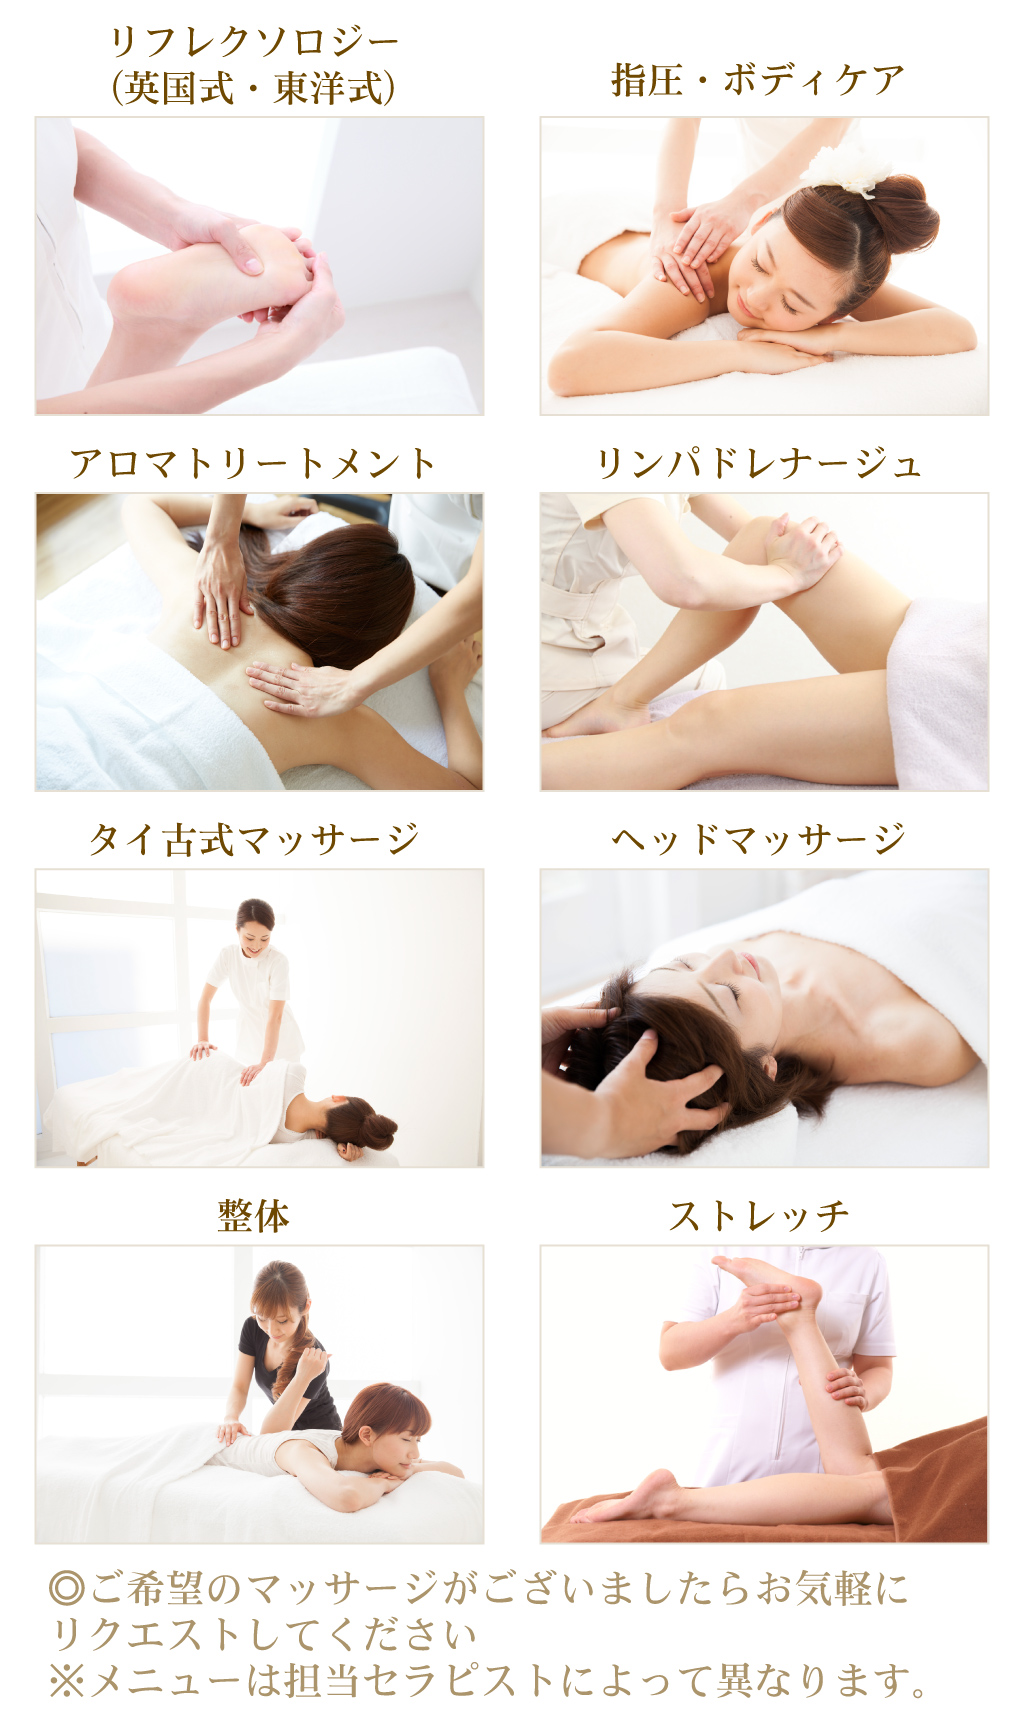 リフレクソロジー
(英国式・東洋式)
指圧・ボディケア
アロマトリートメント
リンパドレナージュ
タイ古式マッサージ
ヘッドマッサージ
整体
ストレッチ
◎ご希望のマッサージがございましたらお気軽に
リクエストしてください
※メニューは担当セラピストによって異なります。